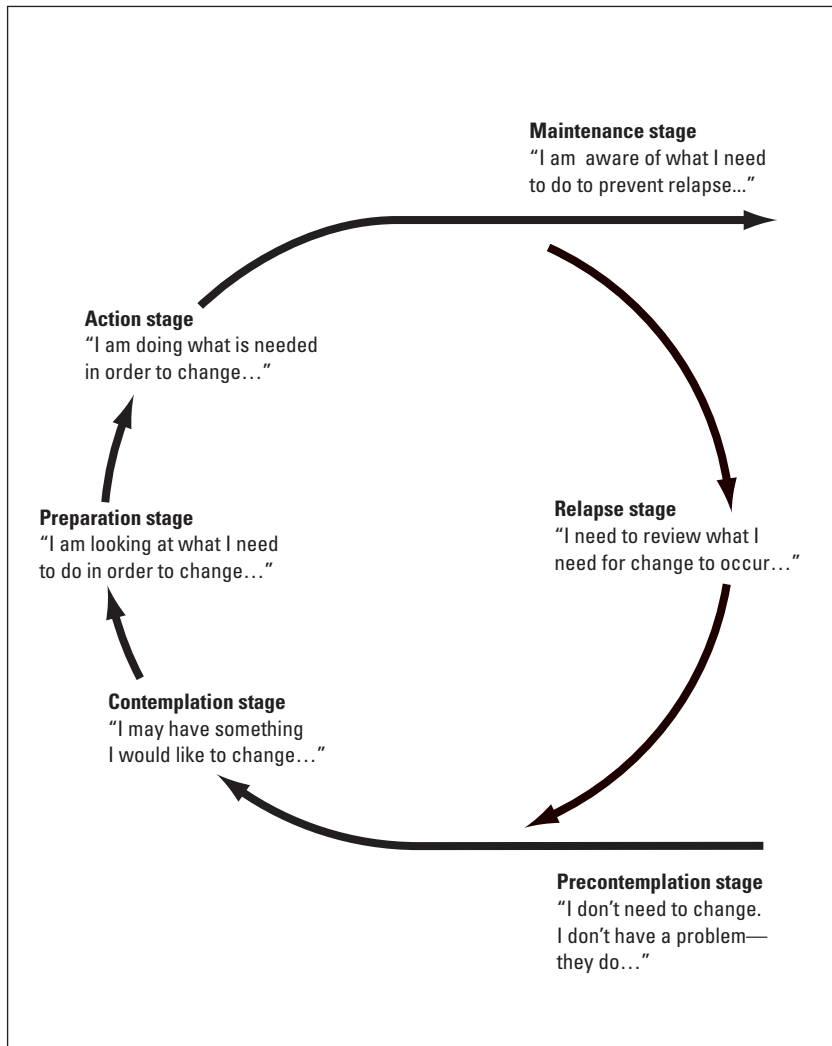 Maintenance stage
“I am  aware of what I need
to do to prevent relapse...”
Action stage
“I am doing what is needed
in order to change…”
Preparation stage
“I am looking at what I need
to do in order to change…”
Relapse stage
“I need to review what I
need for change to occur…”
Contemplation stage
“I may have something
I would like to change…”
Precontemplation stage
“I don’t need to change.
I don’t have a problem—
they do…”